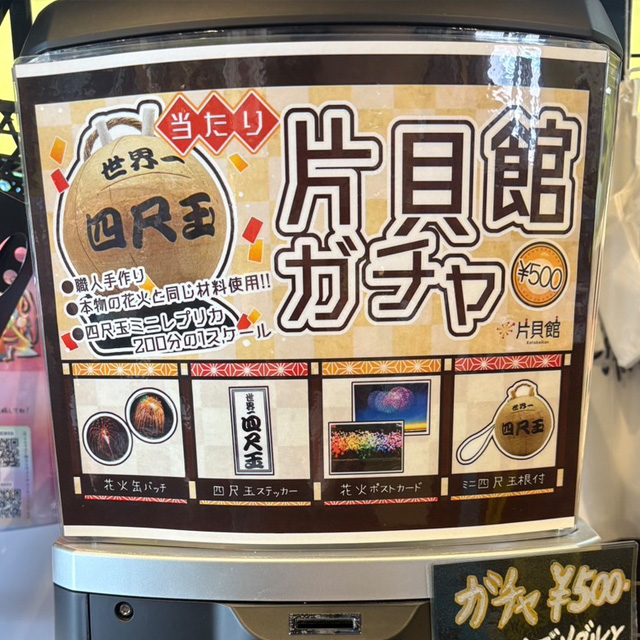 当たり
世界一
四尺玉
片貝館
ガチャ
¥500
●職人手作り
●本物の花火と同じ材料使用!!
●四尺玉ミニレプリカ
200分の1スケール
片貝館
花火缶バッチ
世界一
四尺玉
四尺玉ステッカー
花火ポストカード
世界一
四尺玉
ミニ四尺玉根付
ガチャ ¥500-